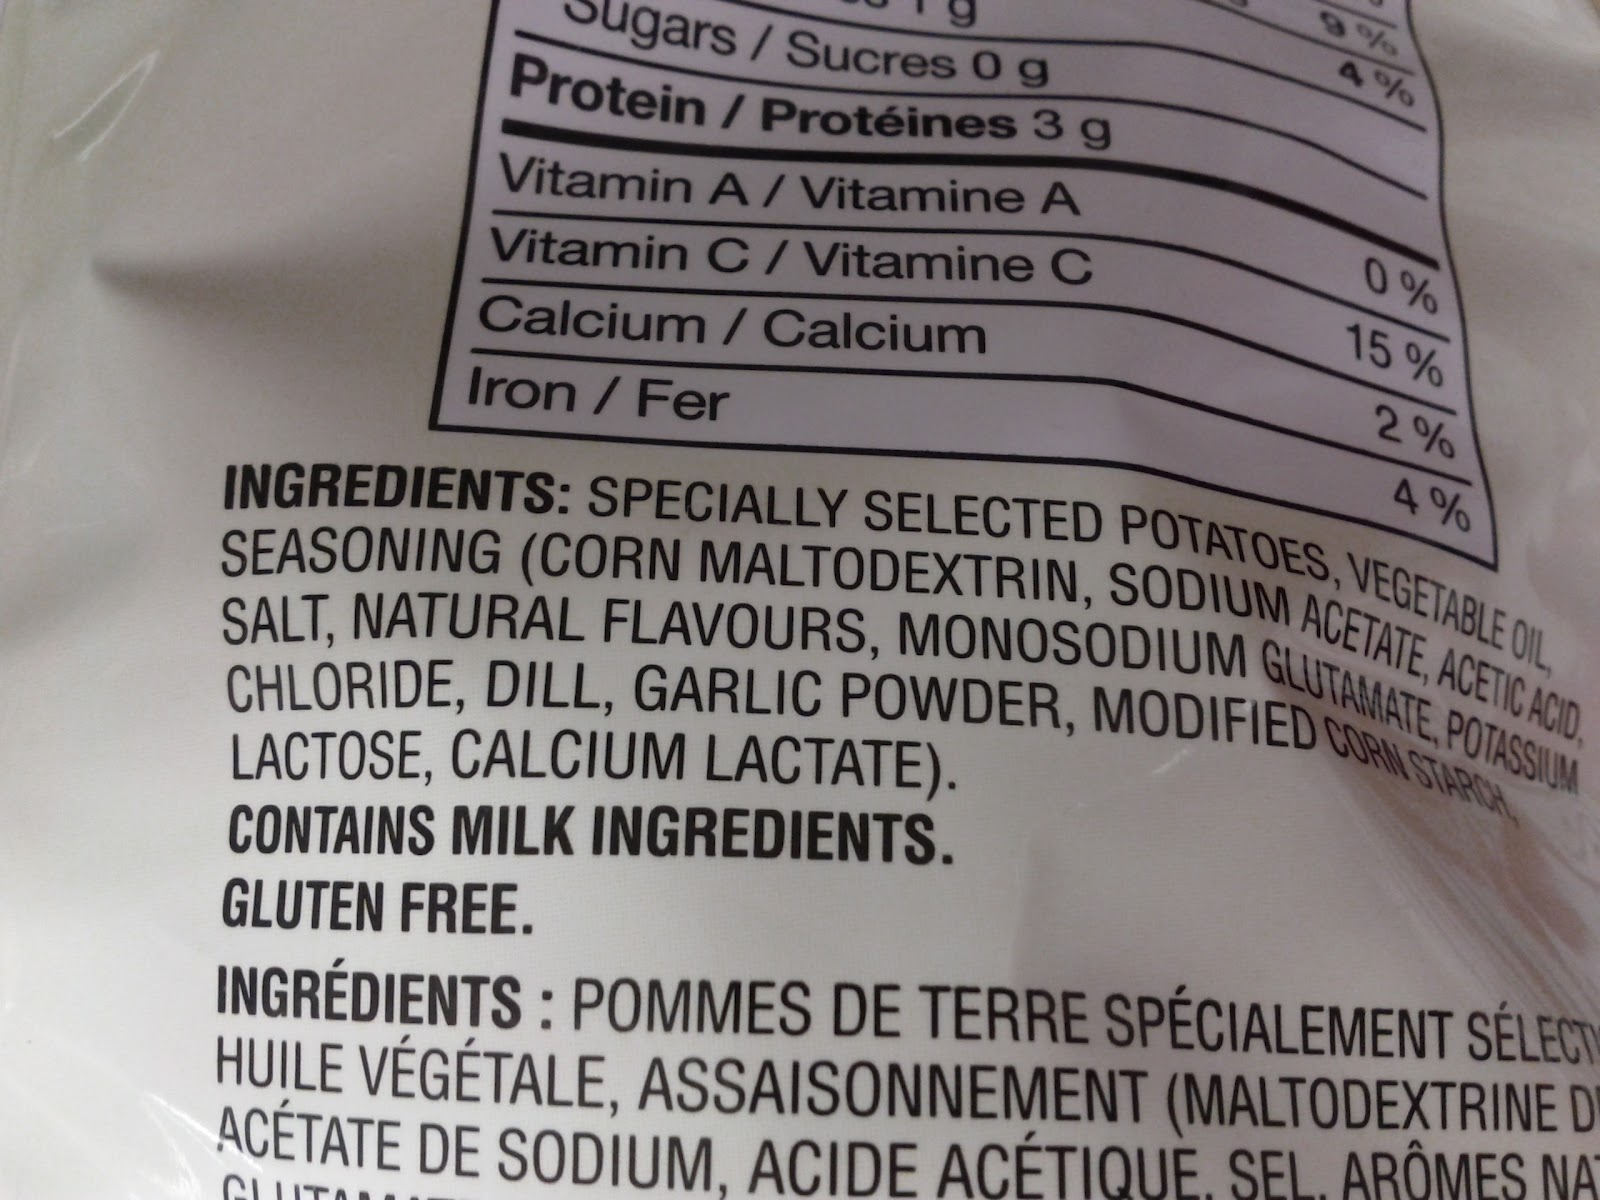 1 g
9 %
Sugars / Sucres 0 g
4 %
Protein / Protéines 3 g
Vitamin A / Vitamine A 0 %
Vitamin C / Vitamine C 15 %
Calcium / Calcium 2 %
Iron / Fer 4 %
INGREDIENTS: SPECIALLY SELECTED POTATOES, VEGETABLE OIL,
SEASONING (CORN MALTODEXTRIN, SODIUM ACETATE, ACETIC ACID,
SALT, NATURAL FLAVOURS, MONOSODIUM GLUTAMATE, POTASSIUM
CHLORIDE, DILL, GARLIC POWDER, MODIFIED CORN STARCH,
LACTOSE, CALCIUM LACTATE).
CONTAINS MILK INGREDIENTS.
GLUTEN FREE.
INGRÉDIENTS : POMMES DE TERRE SPÉCIALEMENT
HUILE VÉGÉTALE, ASSAISONNEMENT (MALTODEXTRINE
ACÉTATE DE SODIUM, ACIDE ACÉTIQUE, SEL, ARÔMES